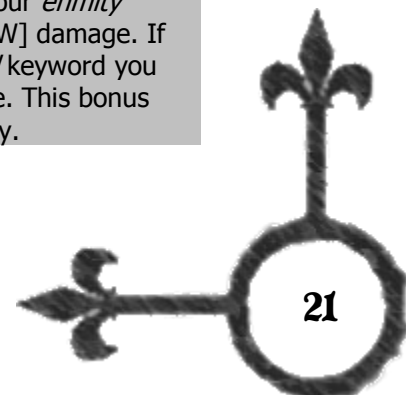 our enmity
W] damage. If
keyword you
e. This bonus
y.
21